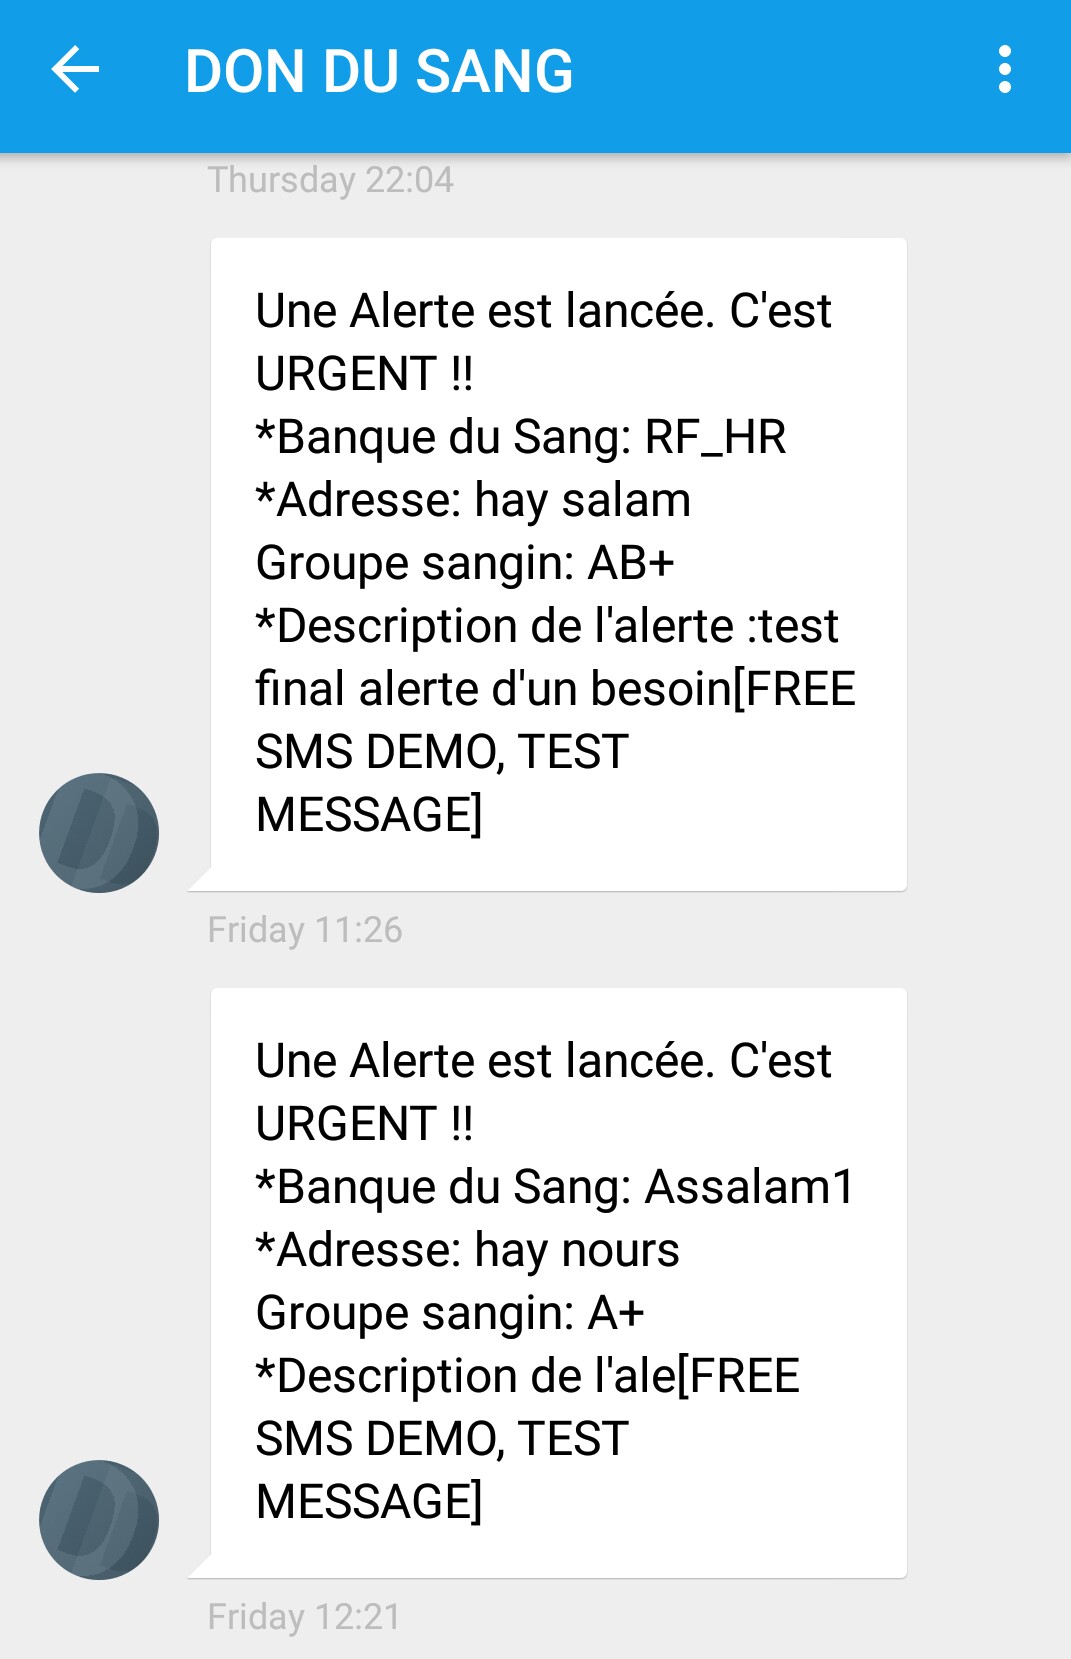 DON DU SANG
Thursday 22:04
Une Alerte est lancée. C'est
URGENT !!
*Banque du Sang: RF_HR
*Adresse: hay salam
Groupe sangin: AB+
*Description de l'alerte :test
final alerte d'un besoin[FREE
SMS DEMO, TEST
MESSAGE]
Friday 11:26
Une Alerte est lancée. C'est
URGENT !!
*Banque du Sang: Assalam1
*Adresse: hay nours
Groupe sangin: A+
*Description de l'ale[FREE
SMS DEMO, TEST
MESSAGE]
Friday 12:21